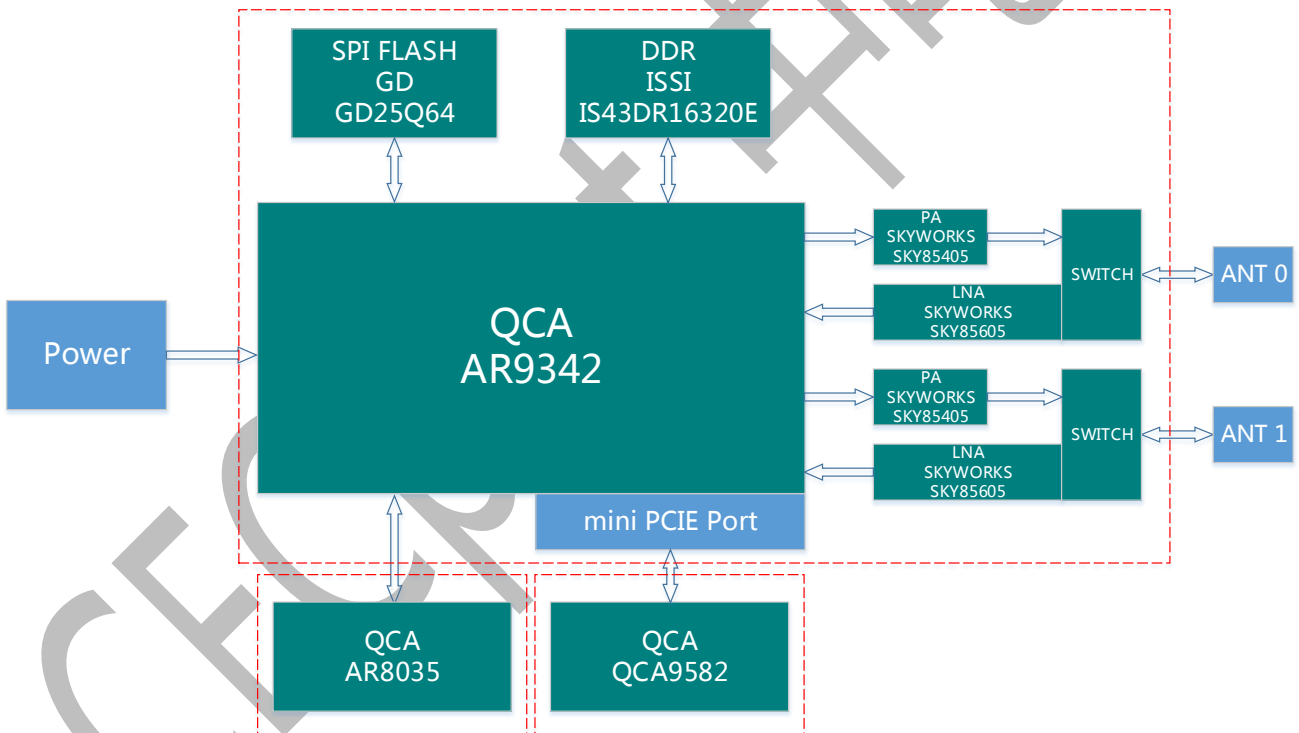 SPI FLASH
GD
GD25Q64
DDR
ISSI
IS43DR16320E
PA
SKYWORKS
SKY85405
SWITCH
ANT 0
LNA
SKYWORKS
SKY85605
Power
QCA
AR9342
PA
SKYWORKS
SKY85405
SWITCH
ANT 1
LNA
SKYWORKS
SKY85605
mini PCIE Port
QCA
AR8035
QCA
QCA9582